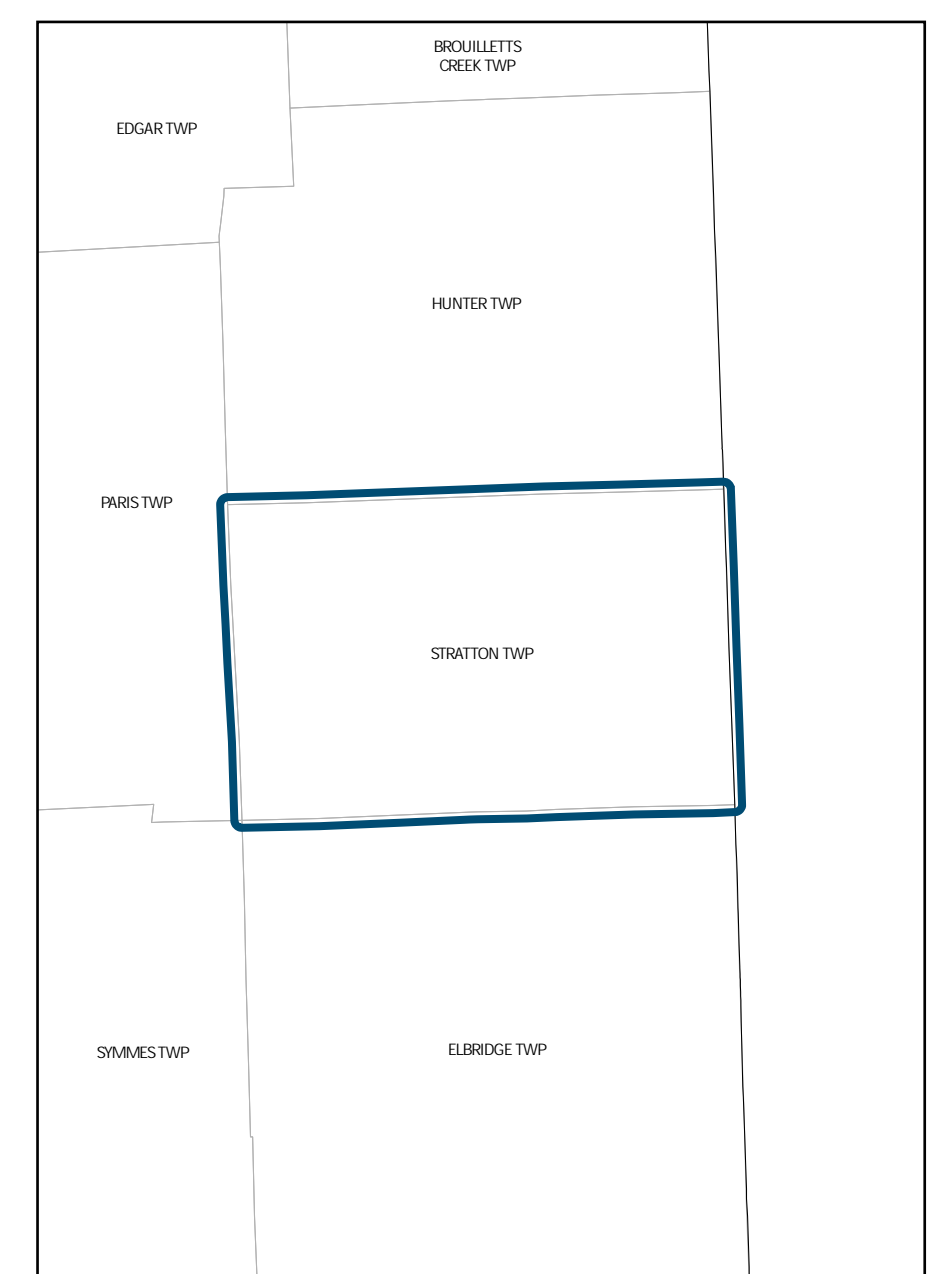 BROUILLETTS
CREEK TWP
EDGAR TWP
HUNTER TWP
PARIS TWP
STRATTON TWP
SYMMES TWP
ELBRIDGE TWP